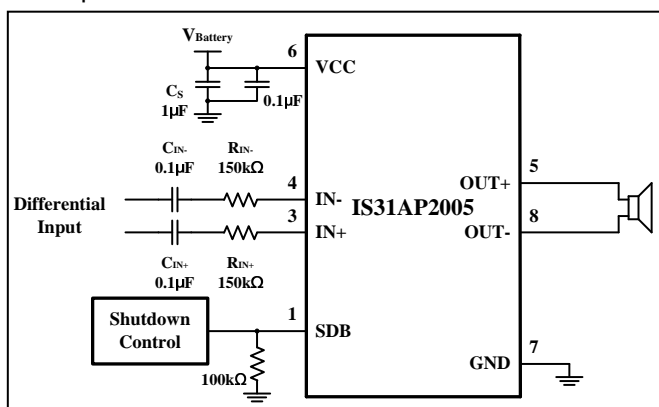 VBattery
6
VCC
CS
1µF
0.1µF
CIN-
0.1µF
RIN-
150kΩ
4
IN-
Differential
Input
3
IN+
CIN+
0.1µF
RIN+
150kΩ
IS31AP2005
5
OUT+
8
OUT-
Shutdown
Control
1
SDB
100kΩ
7
GND